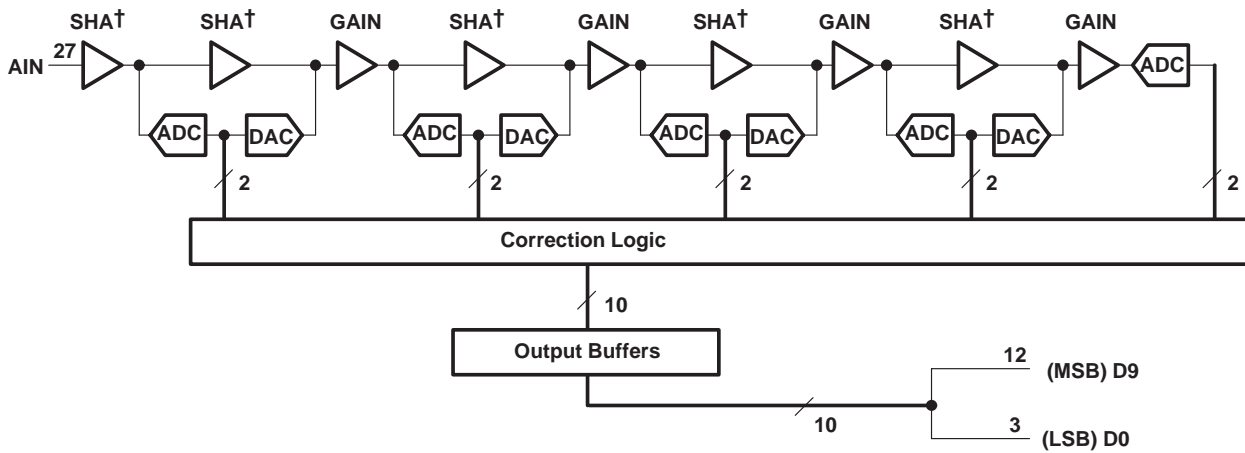 SHA† SHA† GAIN SHA† GAIN SHA† GAIN SHA† GAIN
AIN 27 ADC
ADC DAC ADC DAC ADC DAC ADC DAC
2 2 2 2 2
Correction Logic
10
Output Buffers
12 (MSB) D9
10
3 (LSB) D0